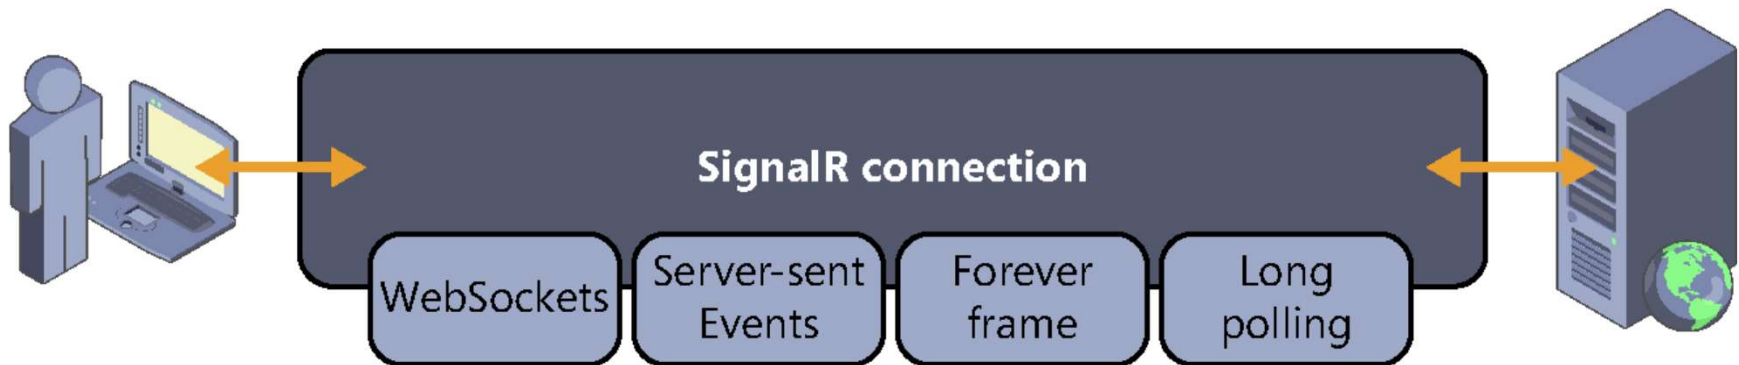 SignalR connection
WebSockets
Server-sent
Events
Forever
frame
Long
polling